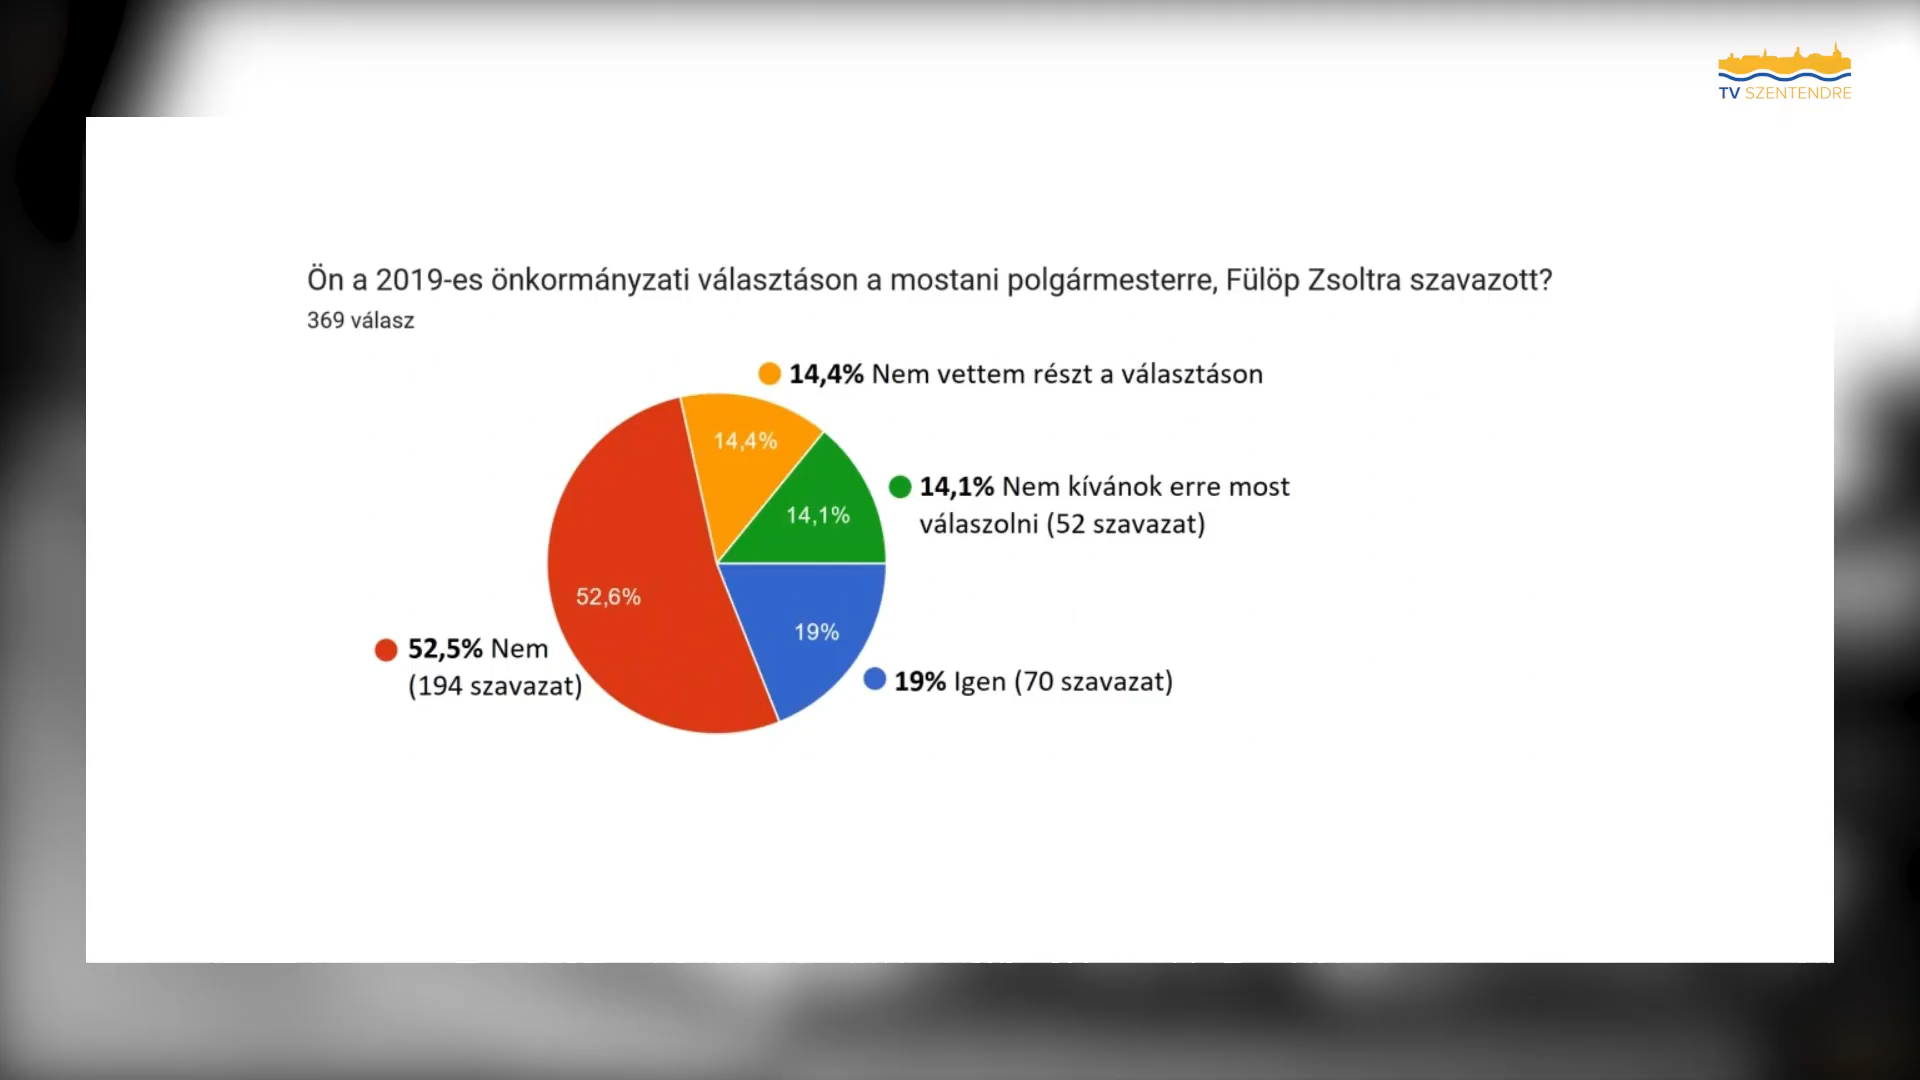 TV SZENTENDRE
Ön a 2019-es önkormányzati választáson a mostani polgármesterre, Fülöp Zsoltra szavazott?
369 válasz
14,4% Nem vettem részt a választáson
14,4%
14,1% Nem kívánok erre most
válaszolni (52 szavazat)
14,1%
52,6%
19%
52,5% Nem
(194 szavazat)
19% Igen (70 szavazat)